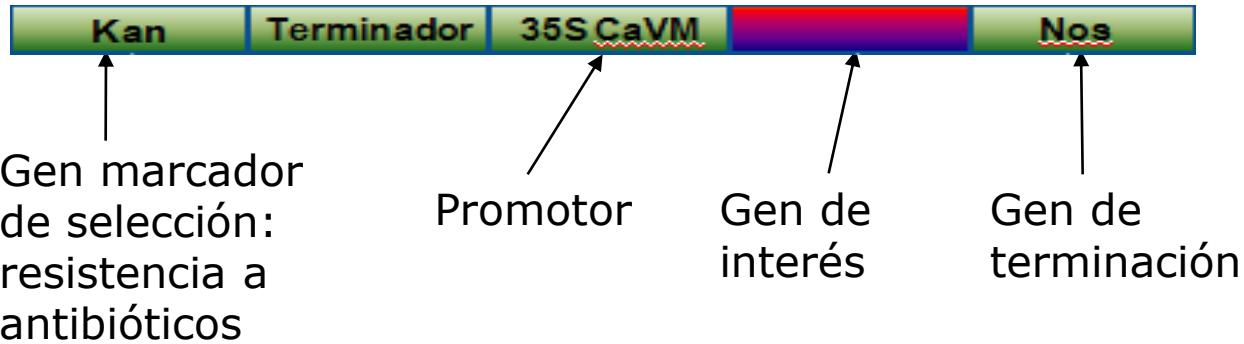 Kan Terminador 35S CaVM Nos
Gen marcador
de selección:
resistencia a
antibióticos
Promotor
Gen de
interés
Gen de
terminación